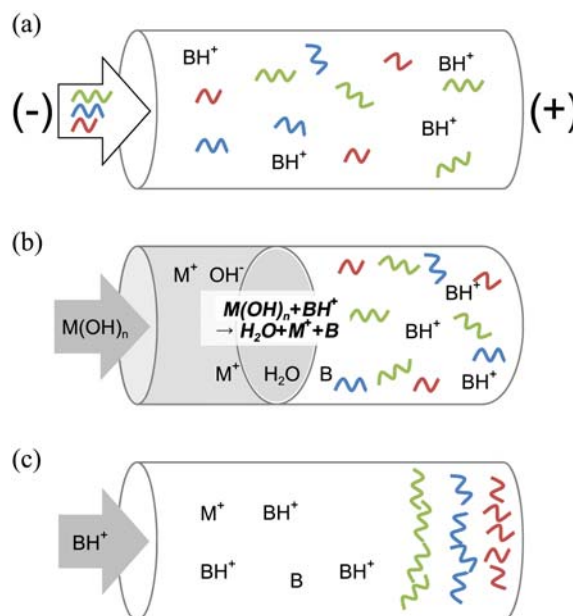 (a)
BH⁺ BH⁺
(-) (+)
BH⁺
BH⁺
(b)
M⁺ OH⁻
M(OH)ₙ+BH⁺ BH⁺
M(OH)ₙ → H₂O+M⁺+B BH⁺
M⁺ H₂O B BH⁺
(c)
M⁺ BH⁺
BH⁺
BH⁺ B BH⁺